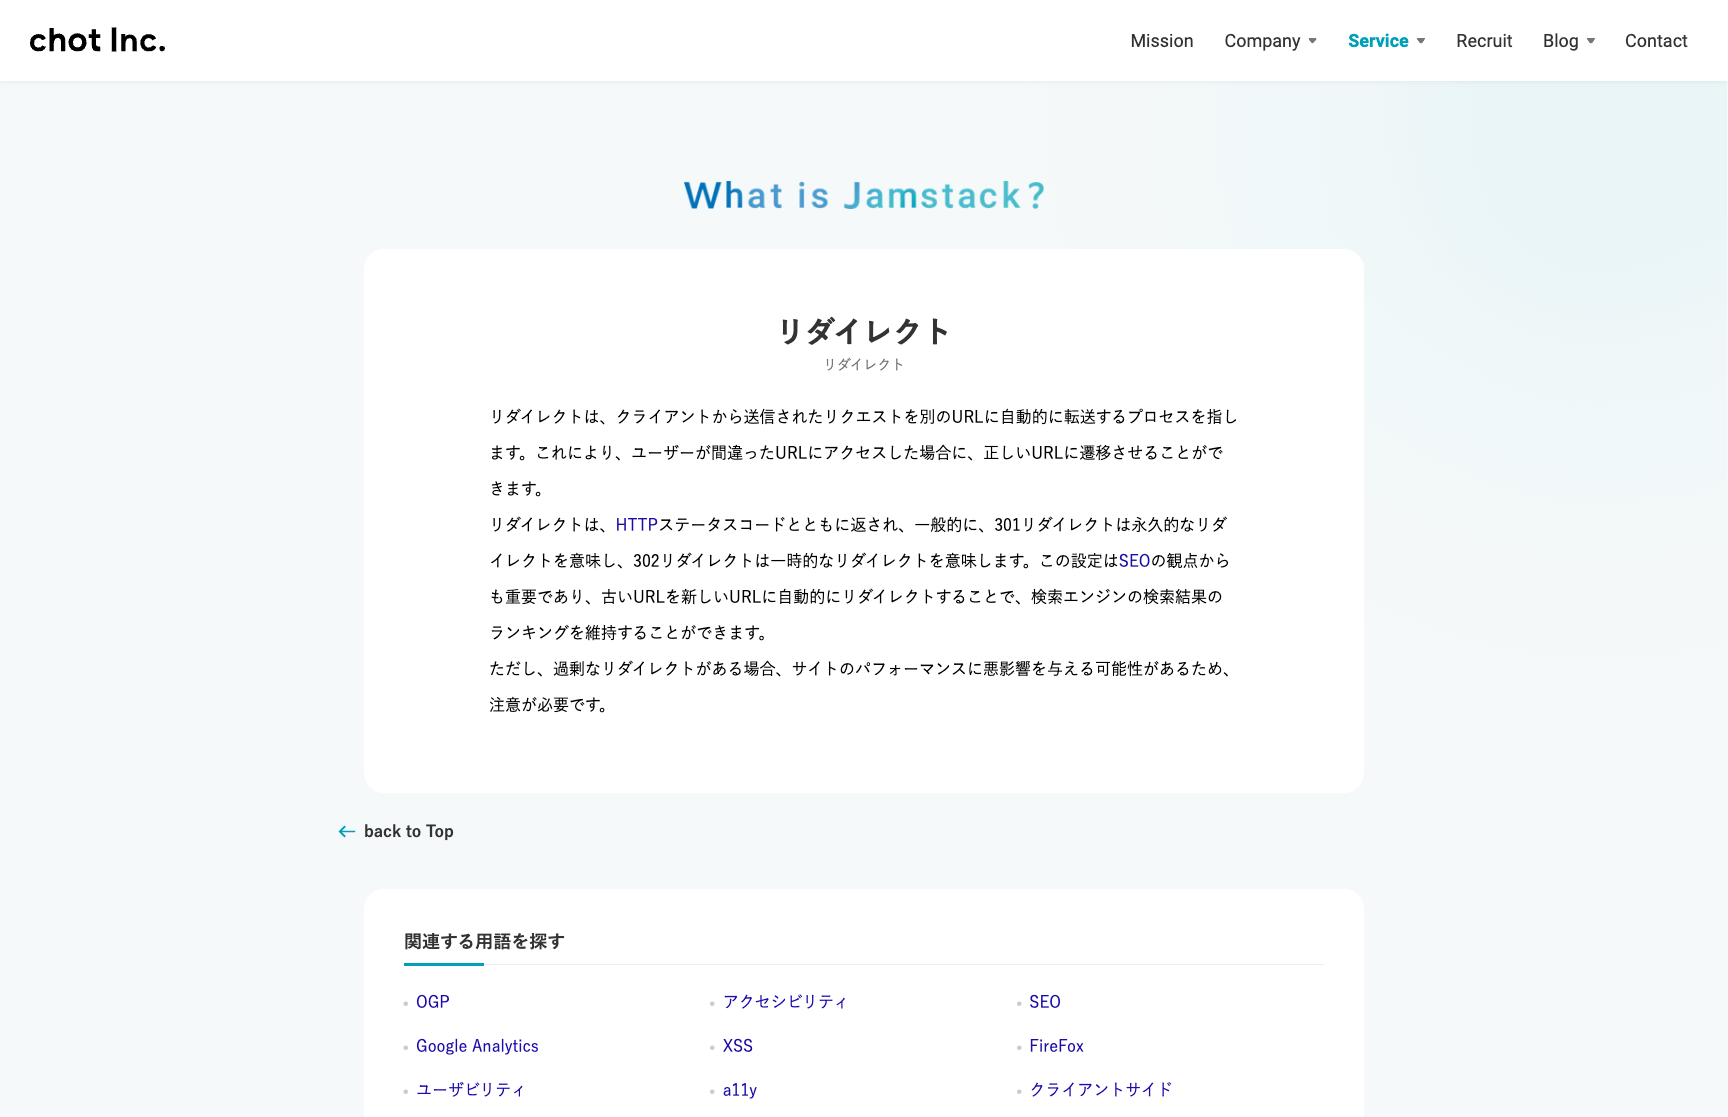 chot Inc.
Mission
Company
Service
Recruit
Blog
Contact
What is Jamstack?
リダイレクト
リダイレクト
リダイレクトは、クライアントから送信されたリクエストを別のURLに自動的に転送するプロセスを指し
ます。これにより、ユーザーが間違ったURLにアクセスした場合に、正しいURLに遷移させることがで
きます。
リダイレクトは、HTTPステータスコードとともに返され、一般的に、301リダイレクトは永久的なリダ
イレクトを意味し、302リダイレクトは一時的なリダイレクトを意味します。この設定はSEOの観点から
も重要であり、古いURLを新しいURLに自動的にリダイレクトすることで、検索エンジンの検索結果の
ランキングを維持することができます。
ただし、過剰なリダイレクトがある場合、サイトのパフォーマンスに悪影響を与える可能性があるため、
注意が必要です。
back to Top
関連する用語を探す
OGP
アクセシビリティ
SEO
Google Analytics
XSS
FireFox
ユーザビリティ
a11y
クライアントサイド